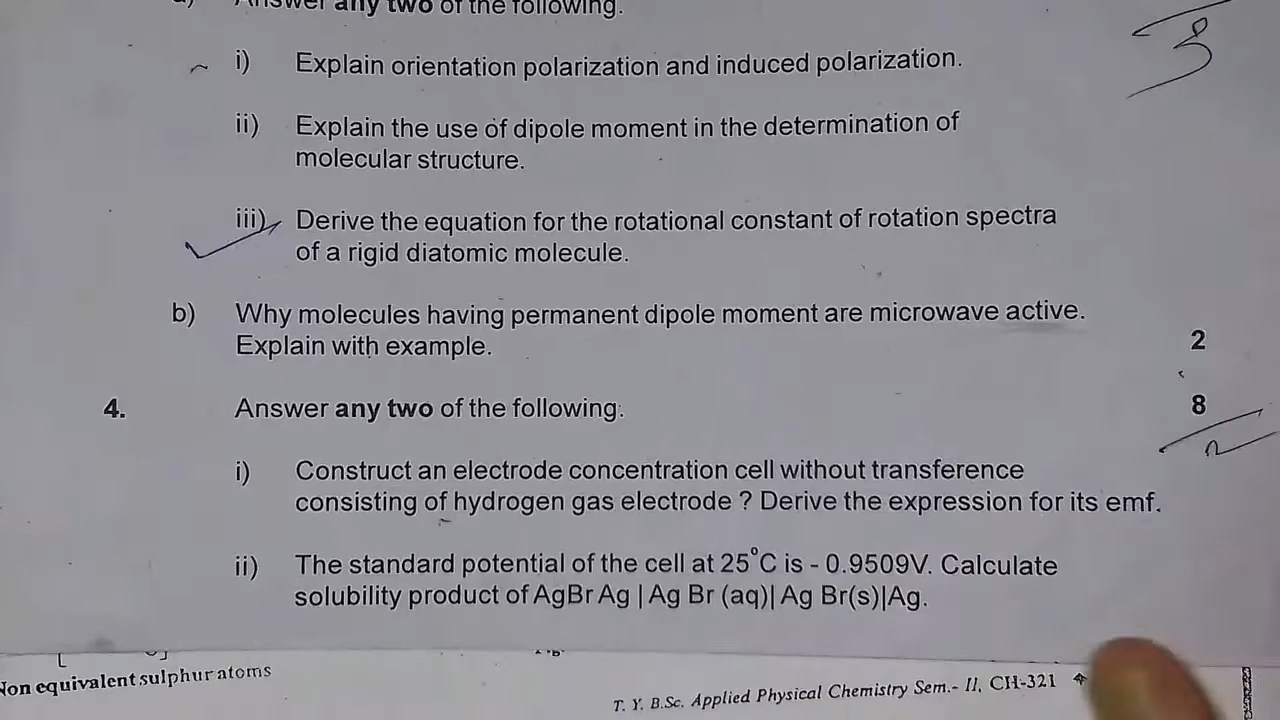 Answer any two of the following.
3
i) Explain orientation polarization and induced polarization.
ii) Explain the use of dipole moment in the determination of
molecular structure.
iii) Derive the equation for the rotational constant of rotation spectra
of a rigid diatomic molecule.
b) Why molecules having permanent dipole moment are microwave active.
Explain with example.
2
4. Answer any two of the following.
8
i) Construct an electrode concentration cell without transference
consisting of hydrogen gas electrode ? Derive the expression for its emf.
ii) The standard potential of the cell at 25°C is - 0.9509V. Calculate
solubility product of AgBr Ag | Ag Br (aq)| Ag Br(s)|Ag.
Non equivalent sulphur atoms
T. Y. B.Sc. Applied Physical Chemistry Sem.- II, CH-321